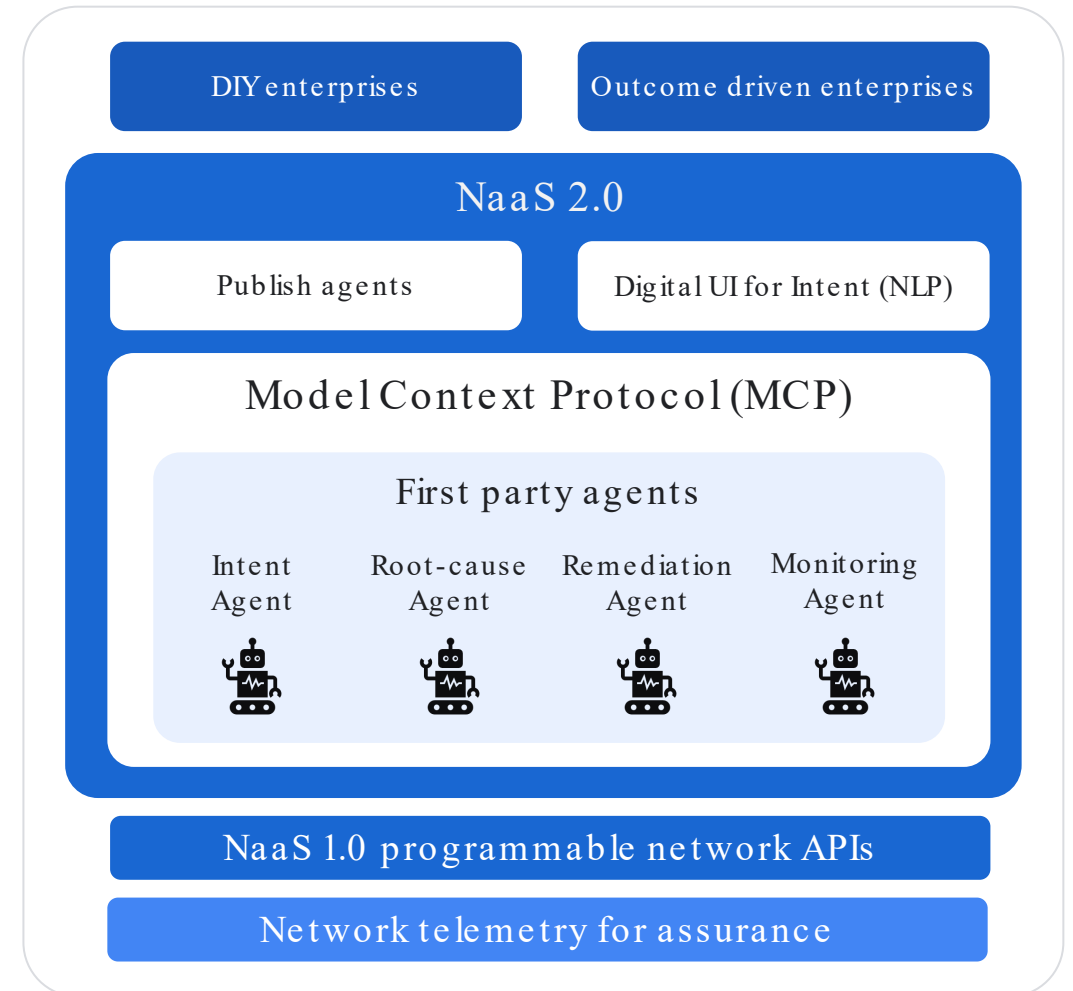 DIY enterprises
Outcome driven enterprises
NaaS 2.0
Publish agents
Digital UI for Intent (NLP)
Model Context Protocol (MCP)
First party agents
Intent
Agent
Root-cause
Agent
Remediation
Agent
Monitoring
Agent
NaaS 1.0 programmable network APIs
Network telemetry for assurance